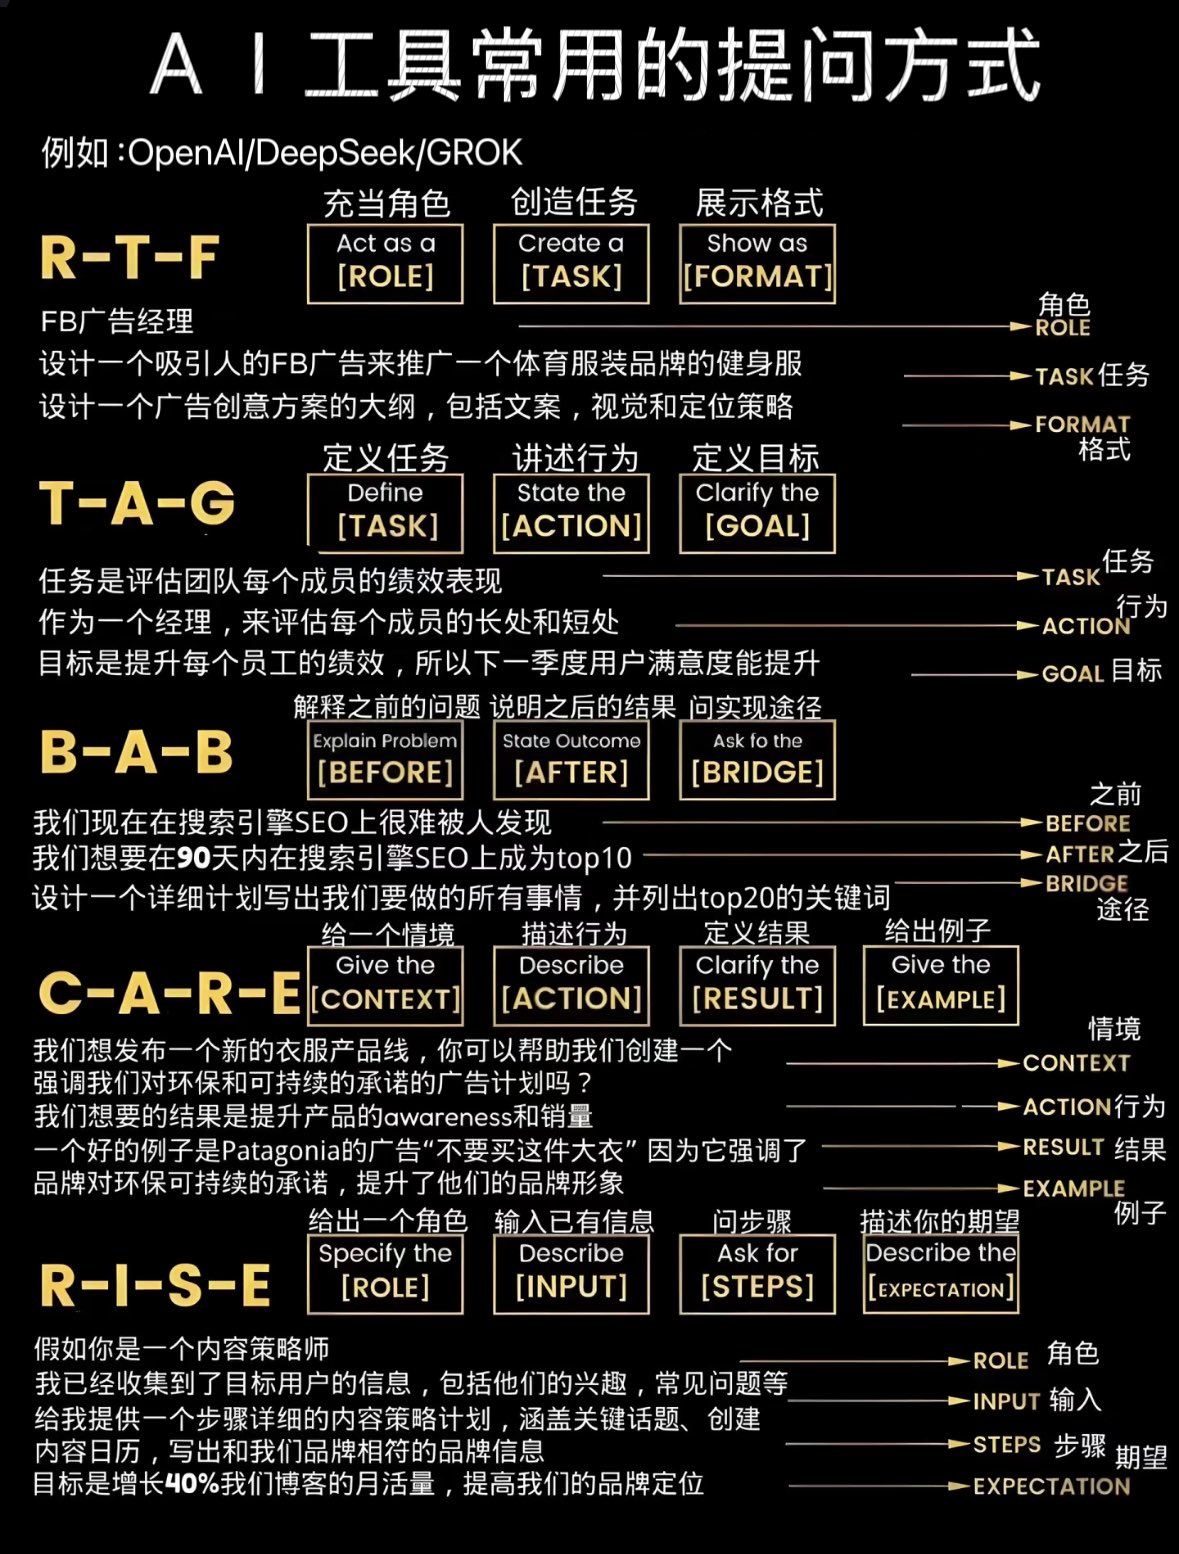 AI工具常用的提问方式
例如:OpenAI/DeepSeek/GROK
充当角色 创造任务 展示格式
R-T-F
Act as a Create a Show as
[ROLE] [TASK] [FORMAT]
FB广告经理
角色
ROLE
设计一个吸引人的FB广告来推广一个体育服装品牌的健身服
TASK任务
设计一个广告创意方案的大纲，包括文案，视觉和定位策略
FORMAT
格式
定义任务 讲述行为 定义目标
T-A-G
Define State the Clarify the
[TASK] [ACTION] [GOAL]
任务是评估团队每个成员的绩效表现
任务
TASK
作为一个经理，来评估每个成员的长处和短处
行为
ACTION
目标是提升每个员工的绩效，所以下一季度用户满意度能提升
GOAL 目标
解释之前的问题 说明之后的结果 问实现途径
B-A-B
Explain Problem State Outcome Ask fo the
[BEFORE] [AFTER] [BRIDGE]
我们现在在搜索引擎SEO上很难被人发现
之前
BEFORE
我们想要在90天内在搜索引擎SEO上成为top10
AFTER之后
设计一个详细计划写出我们要做的所有事情，并列出top20的关键词
BRIDGE
途径
给一个情境 描述行为 定义结果 给出例子
C-A-R-E
Give the Describe Clarify the Give the
[CONTEXT] [ACTION] [RESULT] [EXAMPLE]
我们想发布一个新的衣服产品线，你可以帮助我们创建一个
情境
CONTEXT
强调我们对环保和可持续的承诺的广告计划吗？
ACTION行为
我们想要的结果是提升产品的awareness和销量
RESULT 结果
一个好的例子是Patagonia的广告“不要买这件大衣” 因为它强调了
品牌对环保可持续的承诺，提升了他们的品牌形象
EXAMPLE
例子
给出一个角色 输入已有信息 问步骤 描述你的期望
R-I-S-E
Specify the Describe Ask for Describe the
[ROLE] [INPUT] [STEPS] [EXPECTATION]
假如你是一个内容策略师
ROLE 角色
我已经收集到了目标用户的信息，包括他们的兴趣，常见问题等
INPUT 输入
给我提供一个步骤详细的内容策略计划，涵盖关键话题、创建
内容日历，写出和我们品牌相符的品牌信息
STEPS 步骤
目标是增长40%我们博客的月活量，提高我们的品牌定位
期望
EXPECTATION